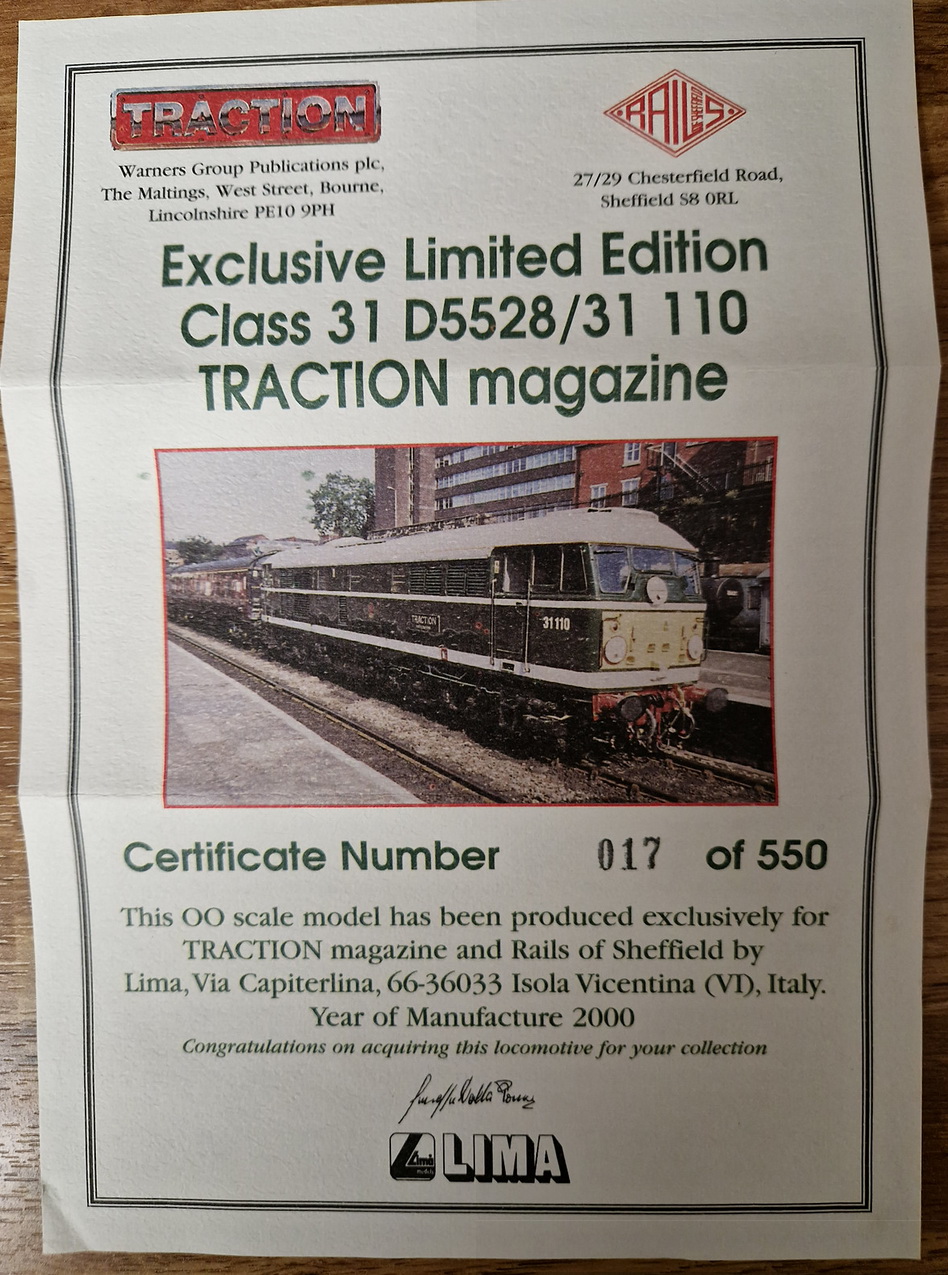 TRACTION
Warners Group Publications plc,
The Maltings, West Street, Bourne,
Lincolnshire PE10 9PH
RAILS
OF SHEFFIELD
27/29 Chesterfield Road,
Sheffield S8 0RL
Exclusive Limited Edition
Class 31 D5528/31 110
TRACTION magazine
TRACTION
31 110
Certificate Number 017 of 550
This OO scale model has been produced exclusively for
TRACTION magazine and Rails of Sheffield by
Lima, Via Capiterlina, 66-36033 Isola Vicentina (VI), Italy.
Year of Manufacture 2000
Congratulations on acquiring this locomotive for your collection
Lima
models
LIMA